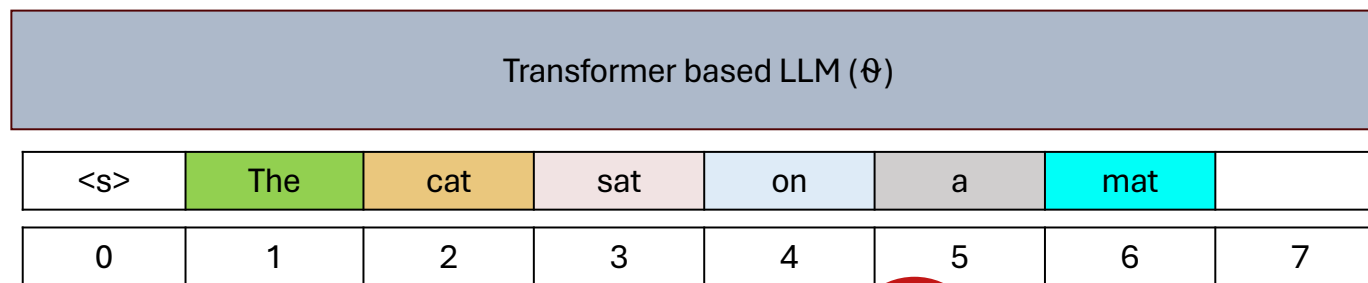 Transformer based LLM (ϑ)
<s> The cat sat on a mat
0 1 2 3 4 5 6 7